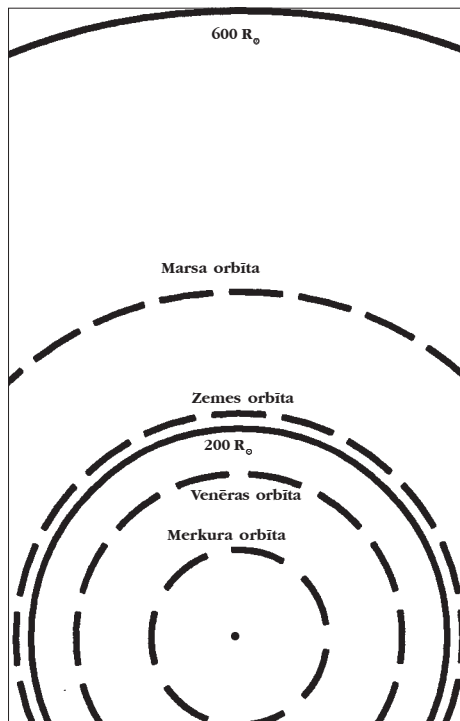 600 R☉
Marsa orbīta
Zemes orbīta
200 R☉
Venēras orbīta
Merkura orbīta